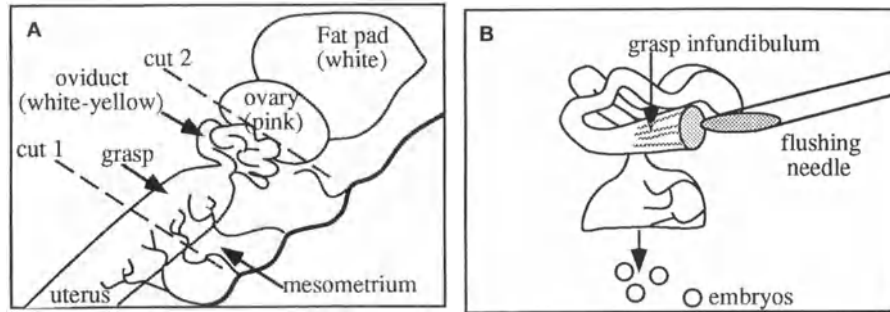 A
cut 2
Fat pad
(white)
oviduct
(white-yellow)
ovary
(pink)
cut 1
grasp
uterus
mesometrium
B
grasp infundibulum
flushing
needle
embryos